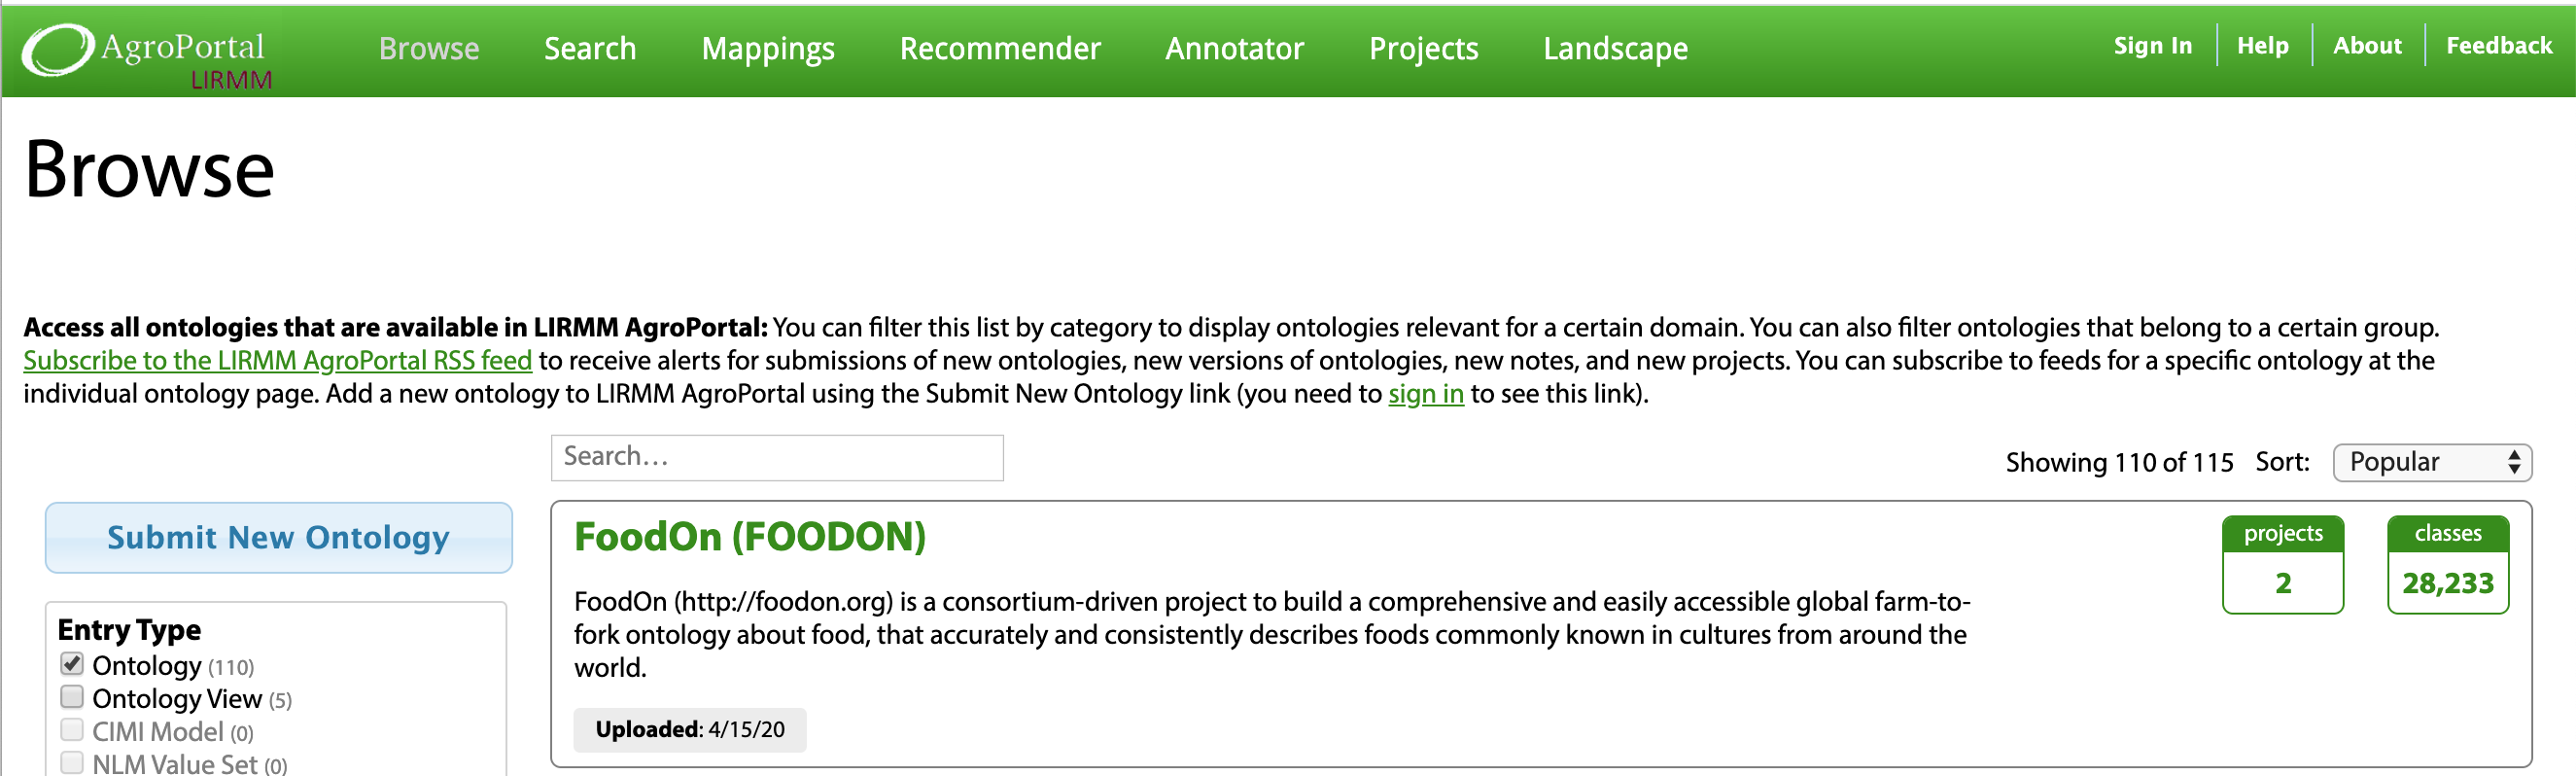 AgroPortal
LIRMM
Browse Search Mappings Recommender Annotator Projects Landscape
Sign In Help About Feedback
Browse
Access all ontologies that are available in LIRMM AgroPortal: You can filter this list by category to display ontologies relevant for a certain domain. You can also filter ontologies that belong to a certain group.
Subscribe to the LIRMM AgroPortal RSS feed to receive alerts for submissions of new ontologies, new versions of ontologies, new notes, and new projects. You can subscribe to feeds for a specific ontology at the
individual ontology page. Add a new ontology to LIRMM AgroPortal using the Submit New Ontology link (you need to sign in to see this link).
Search...
Showing 110 of 115 Sort: Popular
Submit New Ontology
Entry Type
Ontology (110)
Ontology View (5)
CIMI Model (0)
NLM Value Set (0)
FoodOn (FOODON)
FoodOn (http://foodon.org) is a consortium-driven project to build a comprehensive and easily accessible global farm-to-
fork ontology about food, that accurately and consistently describes foods commonly known in cultures from around the
world.
Uploaded: 4/15/20
projects
2
classes
28,233